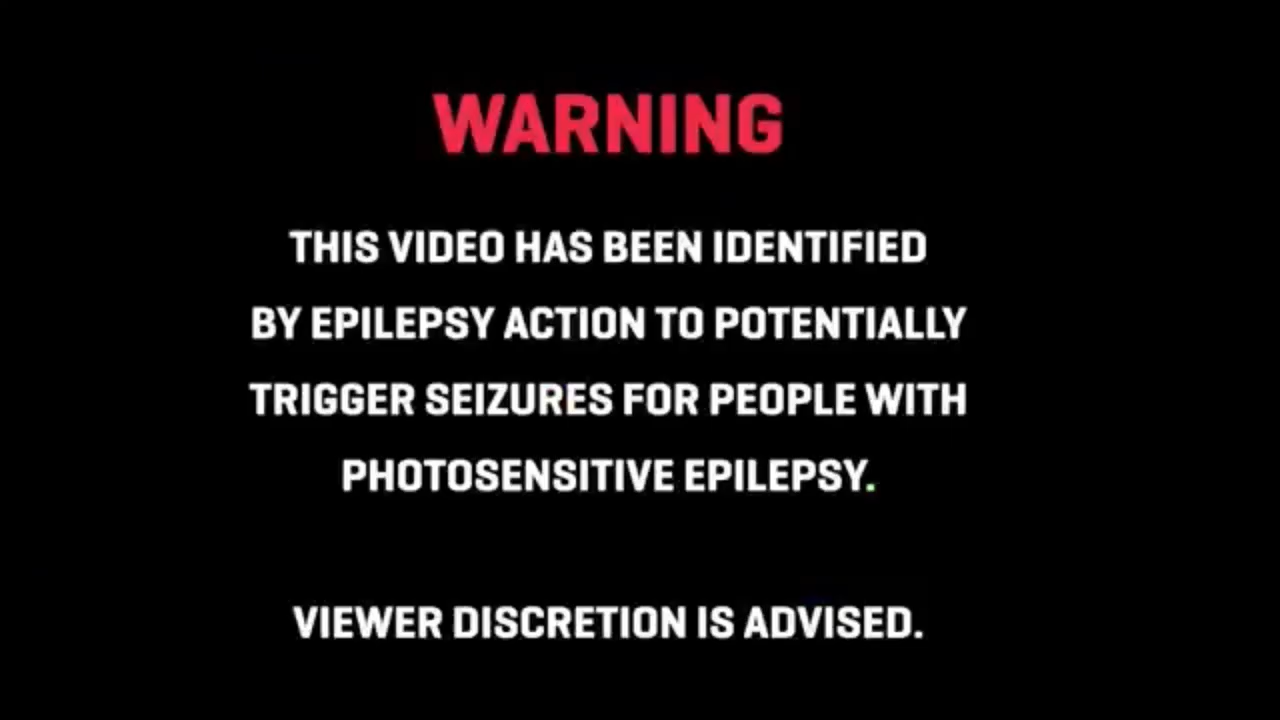 WARNING
THIS VIDEO HAS BEEN IDENTIFIED
BY EPILEPSY ACTION TO POTENTIALLY
TRIGGER SEIZURES FOR PEOPLE WITH
PHOTOSENSITIVE EPILEPSY.
VIEWER DISCRETION IS ADVISED.